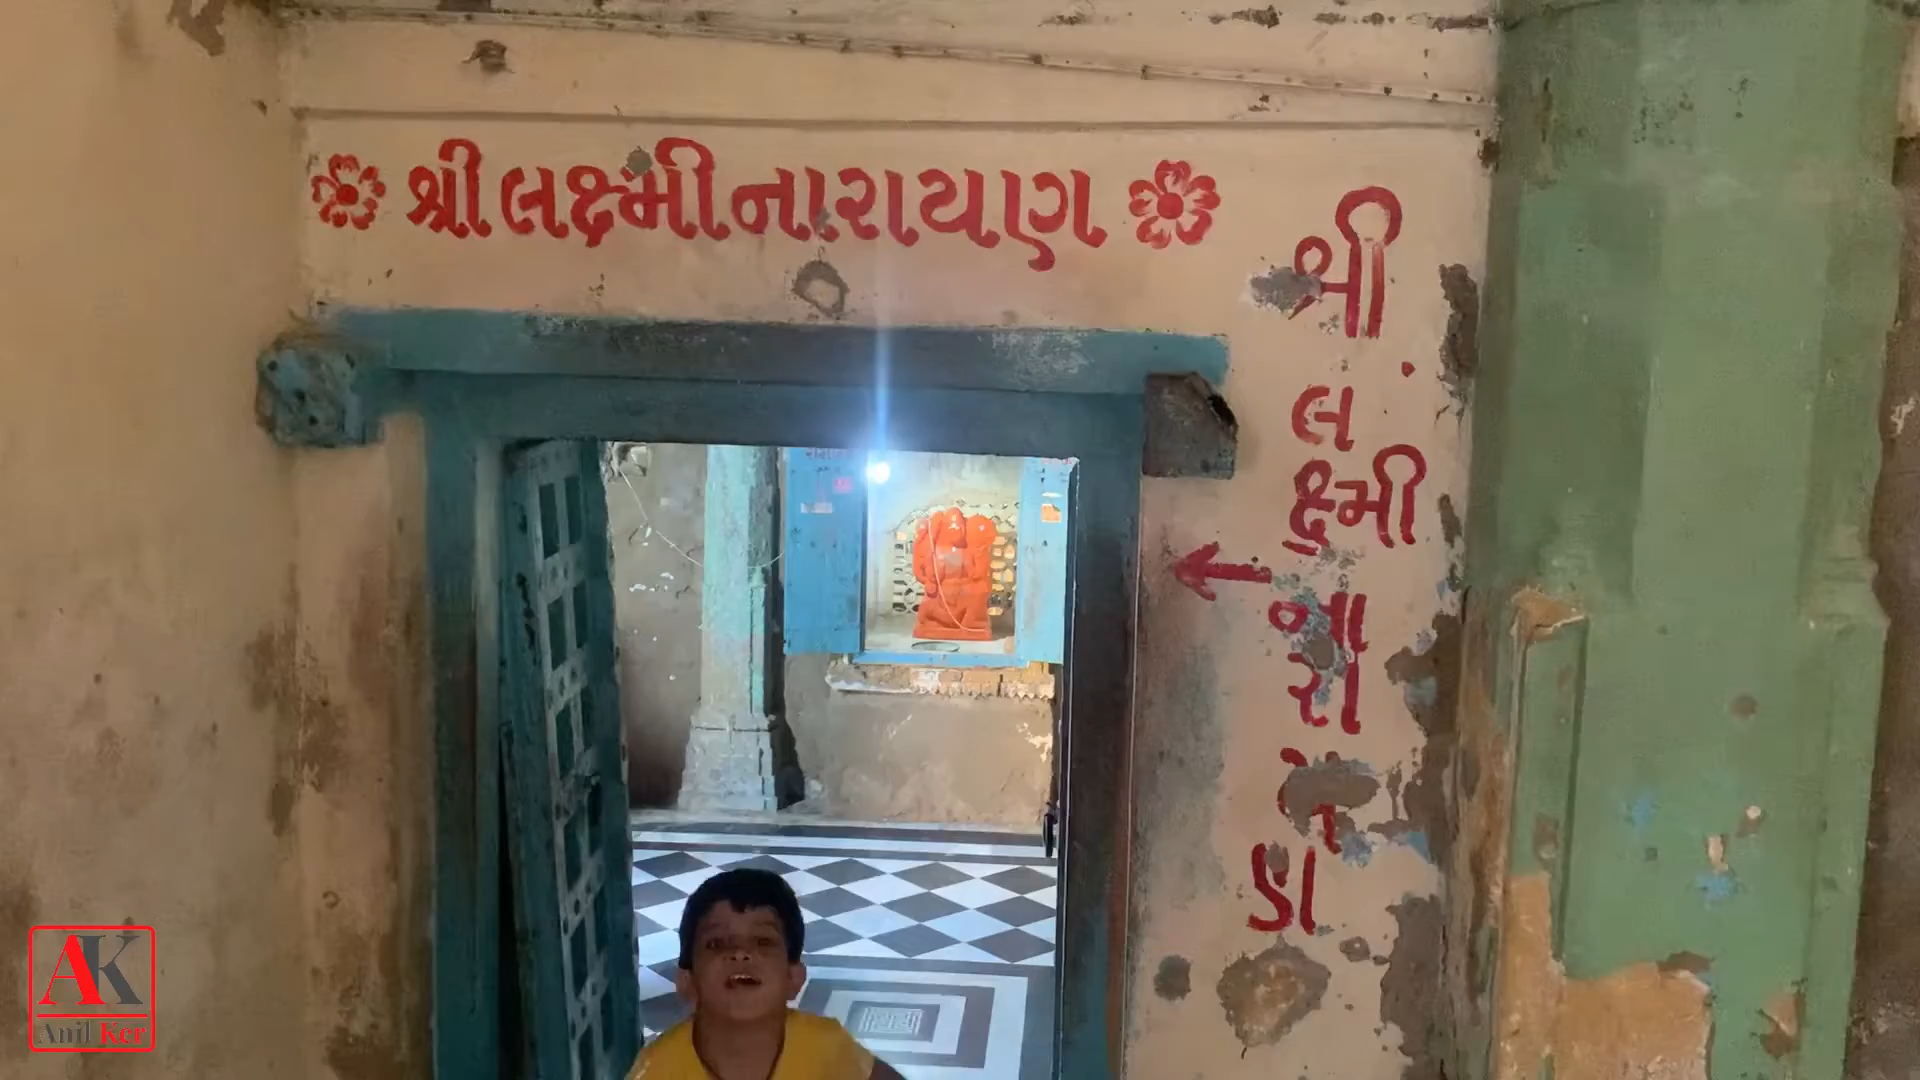 શ્રી લક્ષ્મીનારાયણ
શ્રી
લ
ક્ષ્મી
ના
રા
AK
Anil Ker